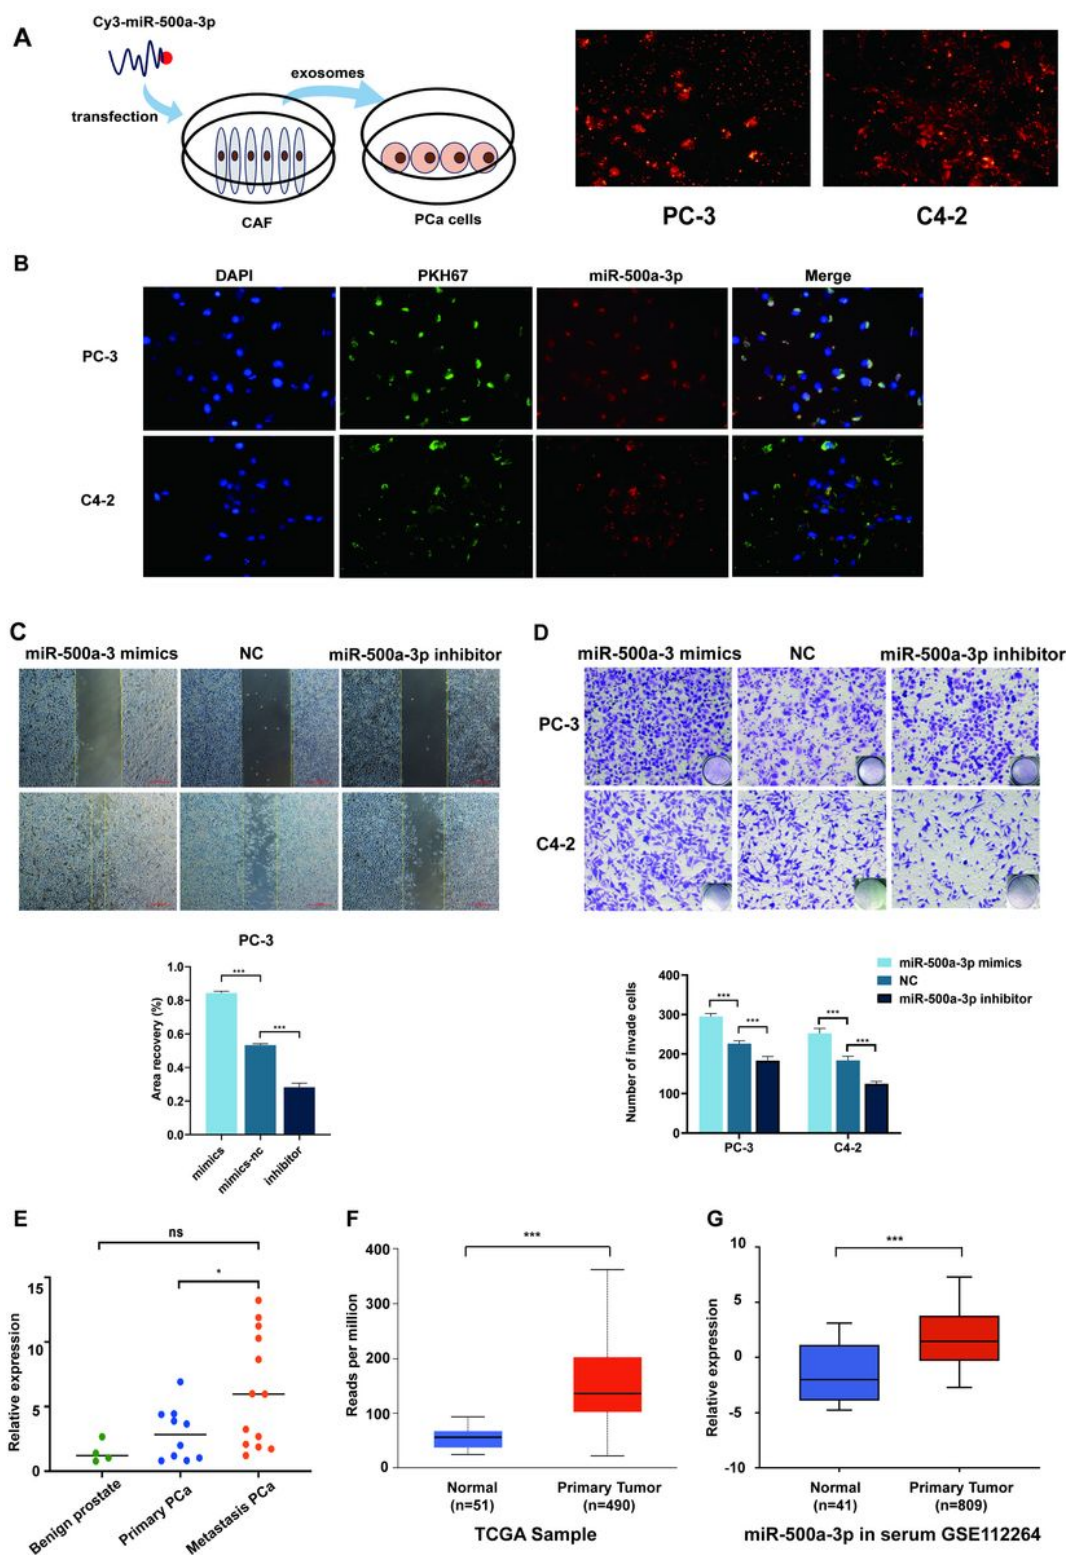 A
Cy3-miR-500a-3p
transfection
exosomes
CAF
PCa cells
PC-3
C4-2
B
DAPI
PKH67
miR-500a-3p
Merge
PC-3
C4-2
C
miR-500a-3 mimics
NC
miR-500a-3p inhibitor
PC-3
Area recovery (%)
1.0
0.8
0.6
0.4
0.2
0.0
***
***
mimics
mimics-nc
inhibitor
D
miR-500a-3 mimics
NC
miR-500a-3p inhibitor
PC-3
C4-2
miR-500a-3p mimics
NC
miR-500a-3p inhibitor
Number of invade cells
400
300
200
100
0
***
***
***
***
PC-3
C4-2
E
ns
*
Relative expression
15
10
5
0
Benign prostate
Primary PCa
Metastasis PCa
F
***
Reads per million
400
300
200
150
100
50
0
Normal
(n=51)
Primary Tumor
(n=490)
TCGA Sample
G
***
Relative expression
10
5
0
-5
-10
Normal
(n=41)
Primary Tumor
(n=809)
miR-500a-3p in serum GSE112264